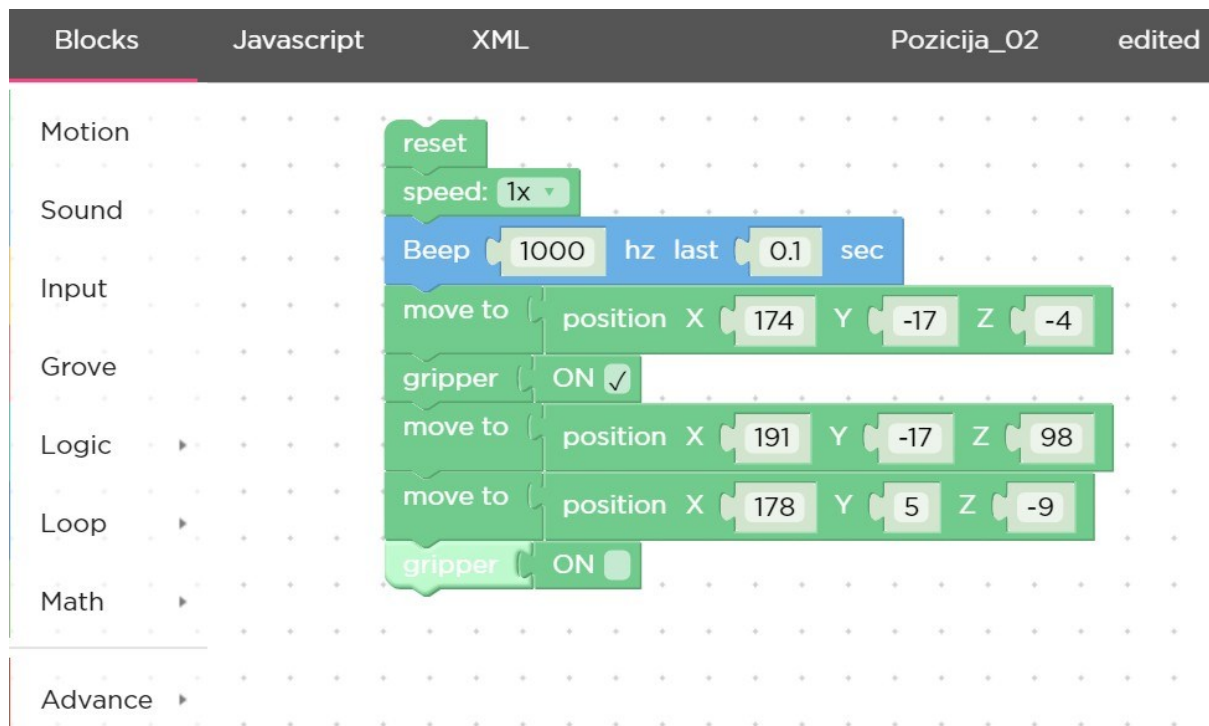 Blocks Javascript XML Pozicija_02 edited
Motion
Sound
Input
Grove
Logic
Loop
Math
Advance
reset
speed: 1x
Beep 1000 hz last 0.1 sec
move to position X 174 Y -17 Z -4
gripper ON ✓
move to position X 191 Y -17 Z 98
move to position X 178 Y 5 Z -9
gripper ON